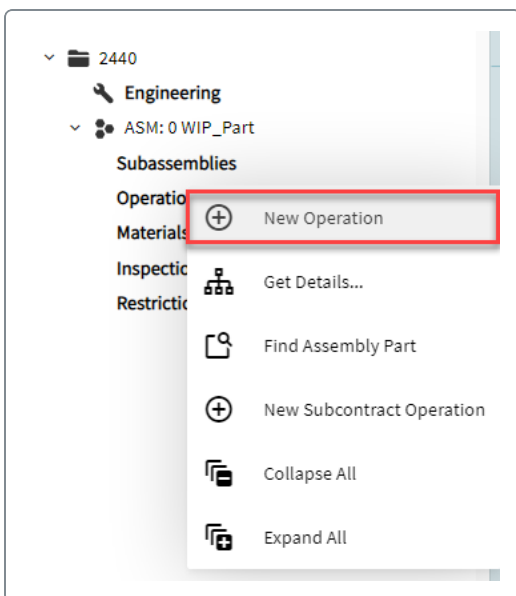 2440
Engineering
ASM: 0 WIP_Part
Subassemblies
Operatio
New Operation
Materials
Inspectio
Get Details...
Restrictio
Find Assembly Part
New Subcontract Operation
Collapse All
Expand All